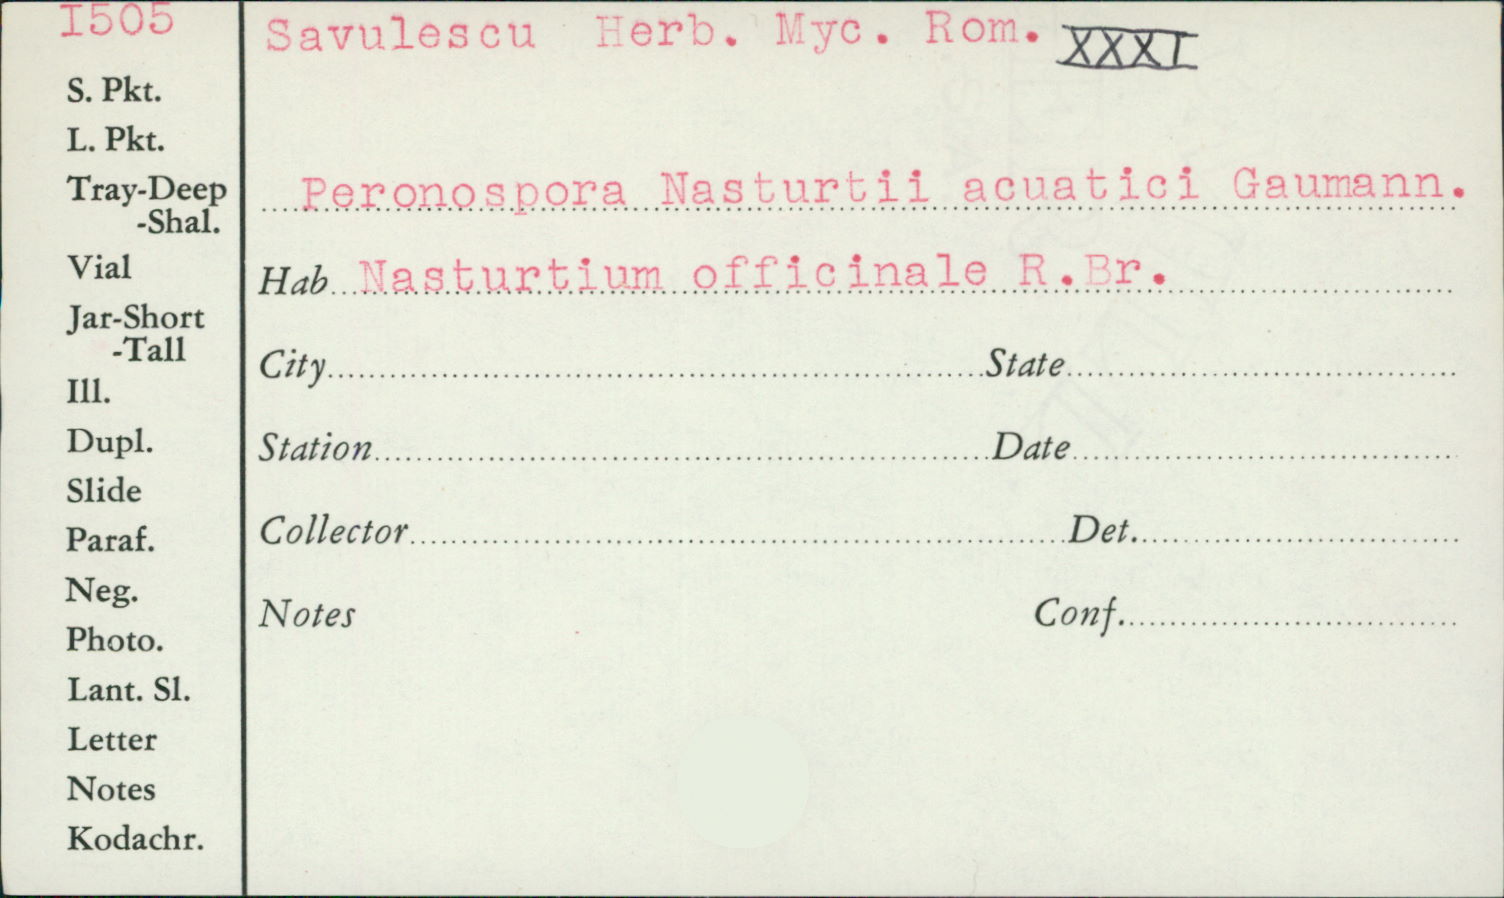 I505
Savulescu Herb. Myc. Rom. XXXI
S. Pkt.
L. Pkt.
Tray-Deep
-Shal.
Vial
Jar-Short
-Tall
Ill.
Dupl.
Slide
Paraf.
Neg.
Photo.
Lant. Sl.
Letter
Notes
Kodachr.
Peronospora Nasturtii acuatici Gaumann.
Hab Nasturtium officinale R.Br.
City State
Station Date
Collector Det.
Notes Conf.